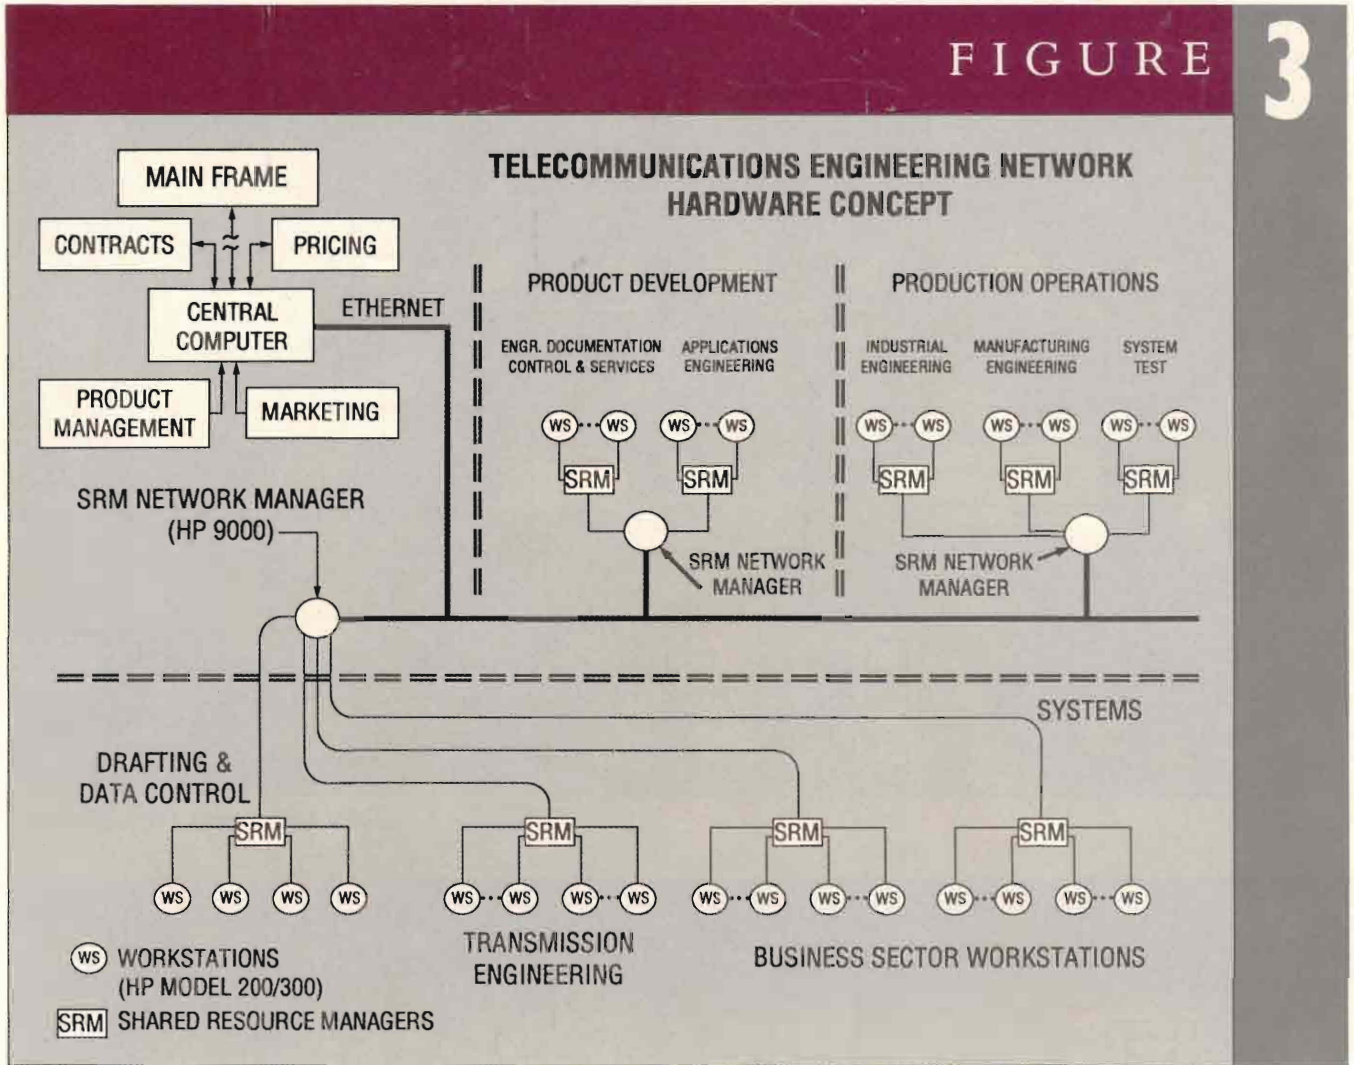 FIGURE 3
TELECOMMUNICATIONS ENGINEERING NETWORK
HARDWARE CONCEPT
MAIN FRAME
CONTRACTS
PRICING
CENTRAL
COMPUTER
ETHERNET
PRODUCT
MANAGEMENT
MARKETING
SRM NETWORK MANAGER
(HP 9000)
PRODUCT DEVELOPMENT
ENGR. DOCUMENTATION
CONTROL & SERVICES
APPLICATIONS
ENGINEERING
WS WS WS WS
SRM SRM
SRM NETWORK
MANAGER
PRODUCTION OPERATIONS
INDUSTRIAL
ENGINEERING
MANUFACTURING
ENGINEERING
SYSTEM
TEST
WS WS WS WS WS WS
SRM SRM SRM
SRM NETWORK
MANAGER
SYSTEMS
DRAFTING &
DATA CONTROL
SRM SRM SRM SRM
WS WS WS WS WS WS WS WS WS WS WS WS WS WS WS WS
TRANSMISSION
ENGINEERING
BUSINESS SECTOR WORKSTATIONS
WS WORKSTATIONS
(HP MODEL 200/300)
SRM SHARED RESOURCE MANAGERS